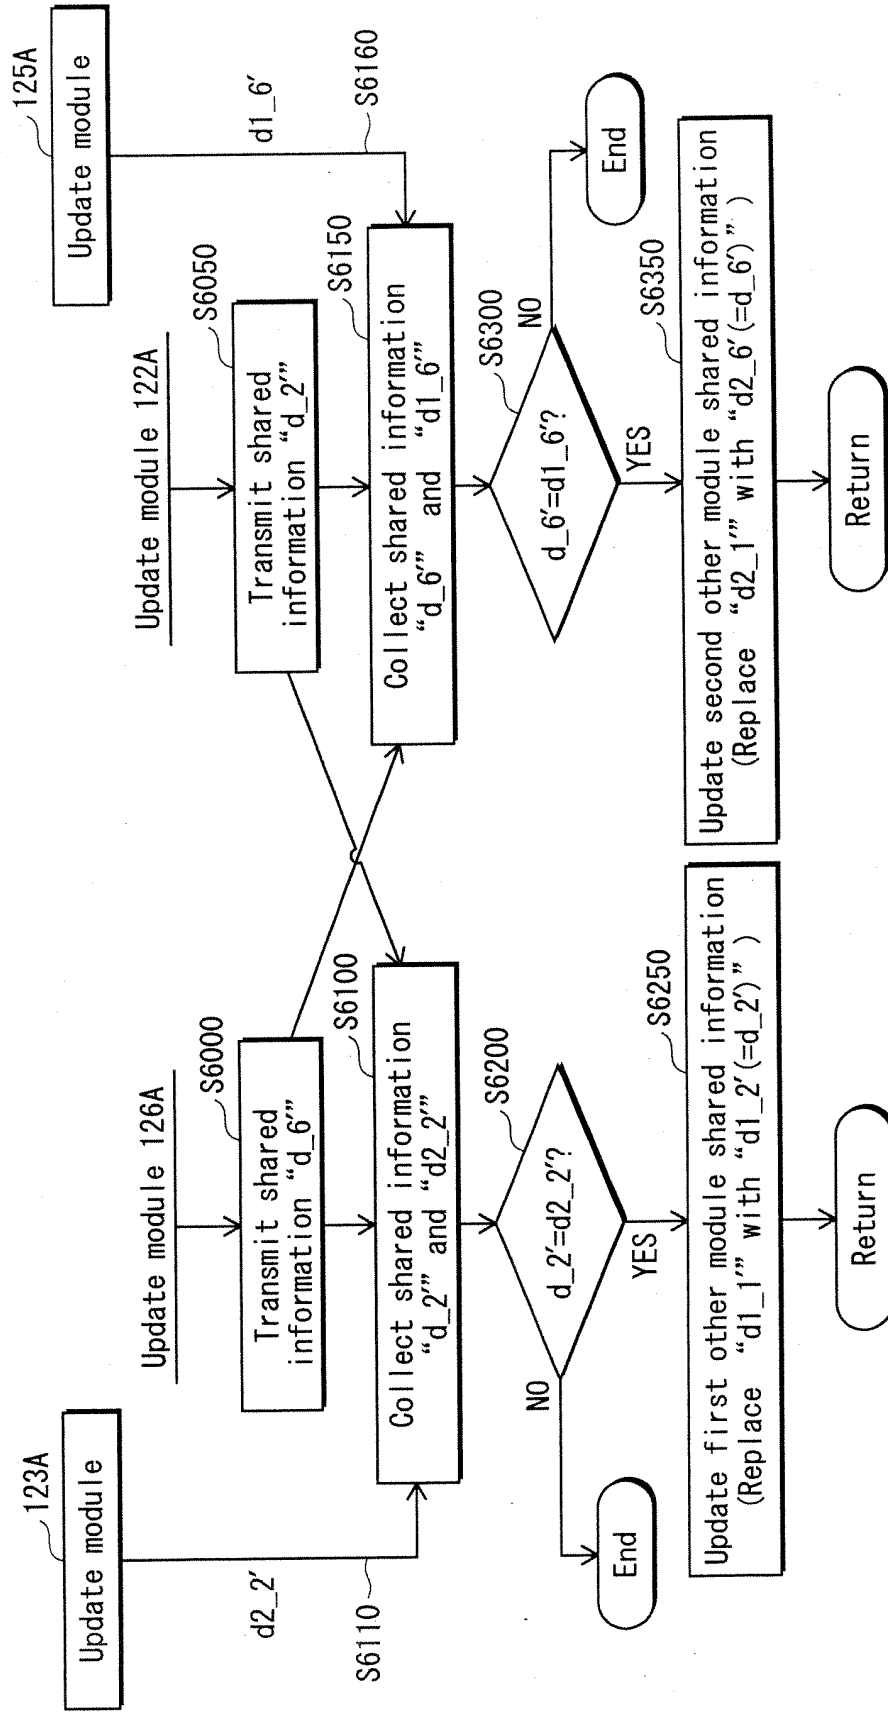 123A
Update module
d2_2′
S6110
Update module 126A
S6000
Transmit shared
information “d_6′”
S6100
Collect shared information
“d_2′” and “d2_2′”
S6200
d_2′=d2_2′?
NO
YES
End
S6250
Update first other module shared information
(Replace “d1_1′” with “d1_2′(=d_2′)” )
Return
125A
Update module
d1_6′
S6160
Update module 122A
S6050
Transmit shared
information “d_2′”
S6150
Collect shared information
“d_6′” and “d1_6′”
S6300
d_6′=d1_6′?
NO
YES
End
S6350
Update second other module shared information
(Replace “d2_1′” with “d2_6′(=d_6′)” )
Return